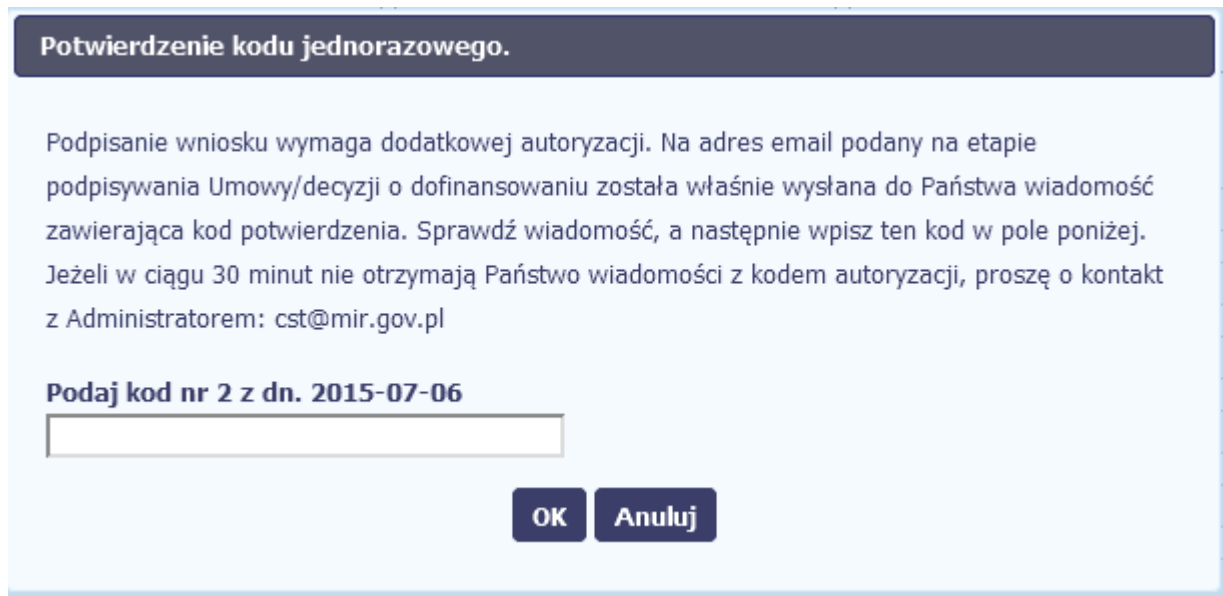 Potwierdzenie kodu jednorazowego.
Podpisanie wniosku wymaga dodatkowej autoryzacji. Na adres email podany na etapie
podpisywania Umowy/decyzji o dofinansowaniu została właśnie wysłana do Państwa wiadomość
zawierająca kod potwierdzenia. Sprawdź wiadomość, a następnie wpisz ten kod w pole poniżej.
Jeżeli w ciągu 30 minut nie otrzymają Państwo wiadomości z kodem autoryzacji, proszę o kontakt
z Administratorem: cst@mir.gov.pl
Podaj kod nr 2 z dn. 2015-07-06
OK Anuluj